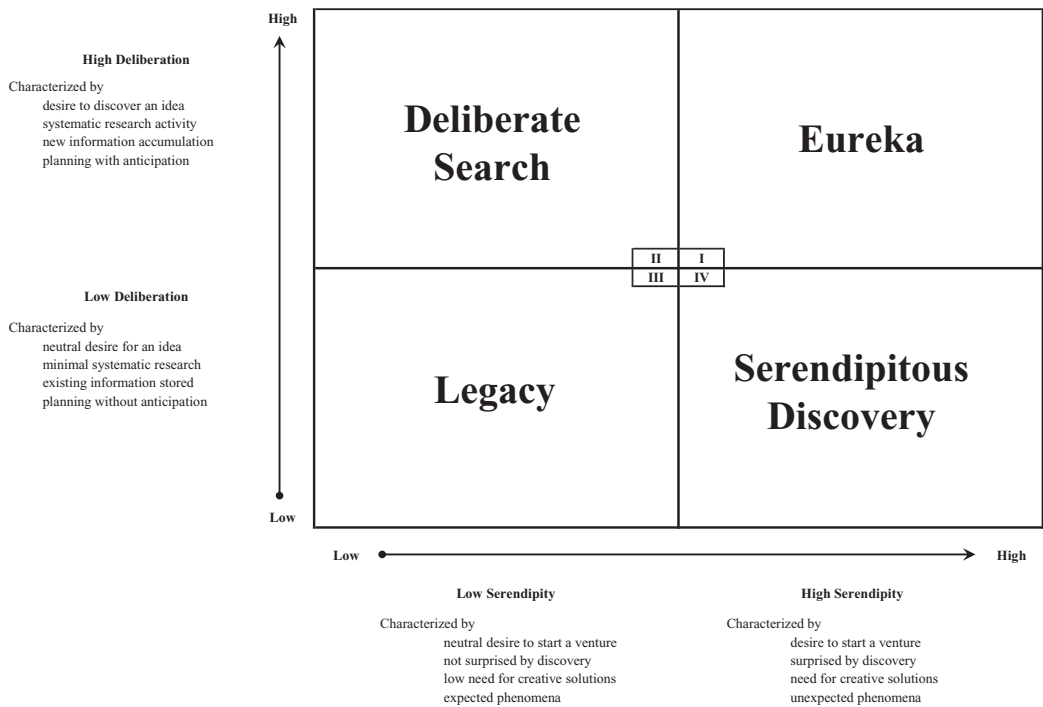 High
High Deliberation
Characterized by
desire to discover an idea
systematic research activity
new information accumulation
planning with anticipation
Deliberate
Search
Eureka
II
I
III
IV
Low Deliberation
Characterized by
neutral desire for an idea
minimal systematic research
existing information stored
planning without anticipation
Legacy
Serendipitous
Discovery
Low
Low
High
Low Serendipity
Characterized by
neutral desire to start a venture
not surprised by discovery
low need for creative solutions
expected phenomena
High Serendipity
Characterized by
desire to start a venture
surprised by discovery
need for creative solutions
unexpected phenomena